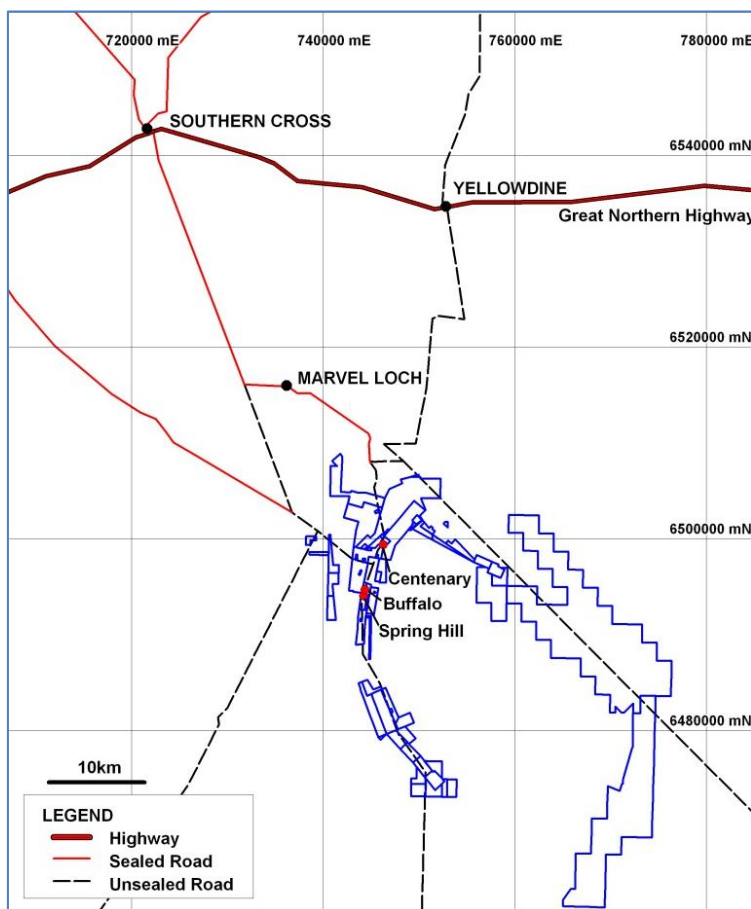 720000 mE
740000 mE
760000 mE
780000 mE
SOUTHERN CROSS
6540000 mN
YELLOWDINE
Great Northern Highway
6520000 mN
MARVEL LOCH
6500000 mN
Centenary
Buffalo
Spring Hill
6480000 mN
10km
LEGEND
Highway
Sealed Road
Unsealed Road